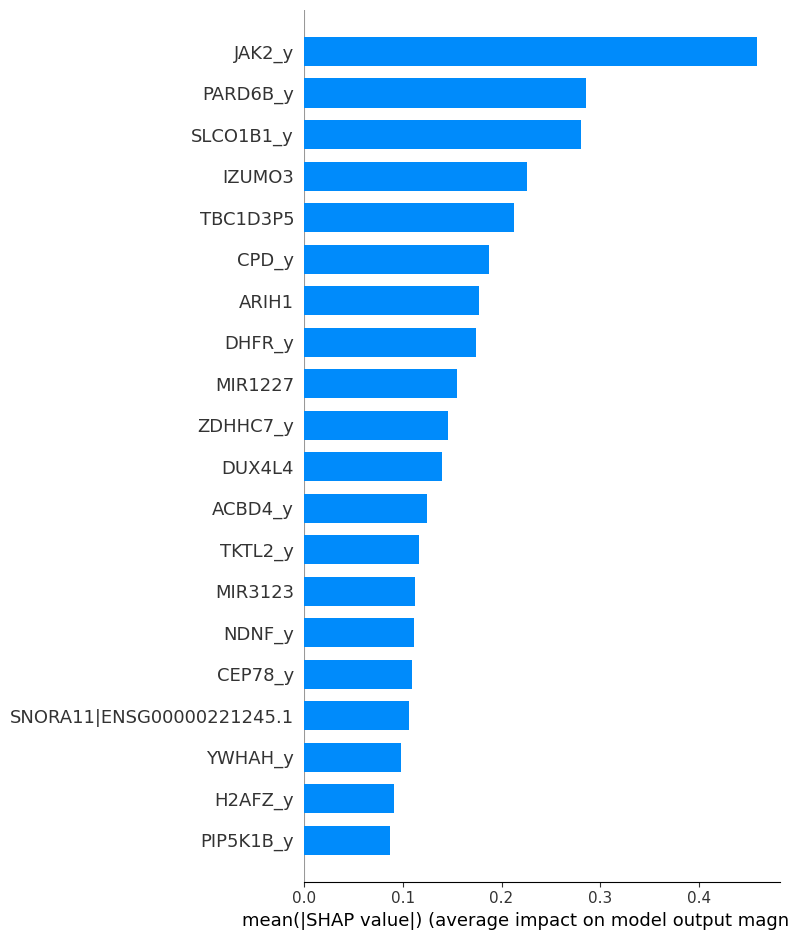 JAK2_y
PARD6B_y
SLCO1B1_y
IZUMO3
TBC1D3P5
CPD_y
ARIH1
DHFR_y
MIR1227
ZDHHC7_y
DUX4L4
ACBD4_y
TKTL2_y
MIR3123
NDNF_y
CEP78_y
SNORA11|ENSG00000221245.1
YWHAH_y
H2AFZ_y
PIP5K1B_y
0.0 0.1 0.2 0.3 0.4
mean(|SHAP value|) (average impact on model output magn